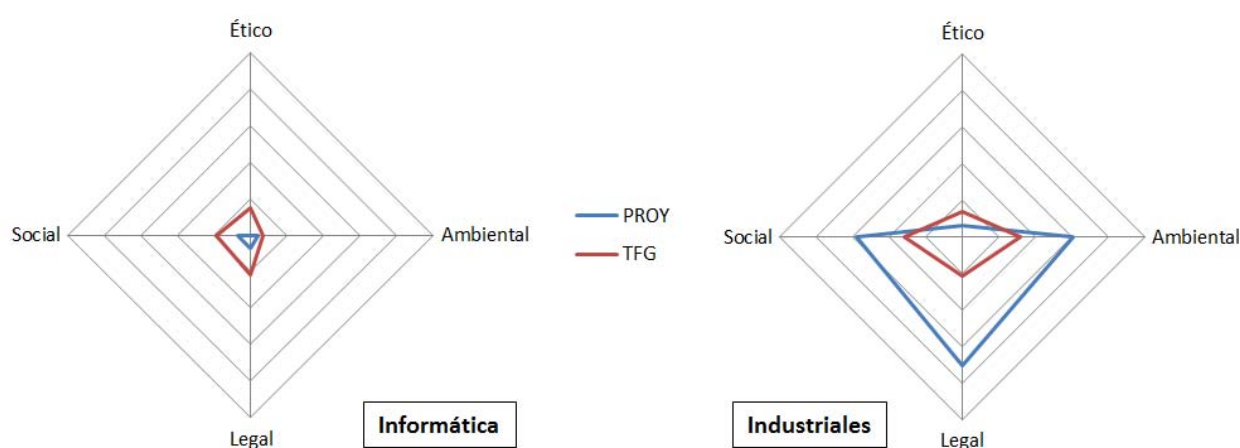 Ético
Social
Ambiental
Legal
Informática
PROY
TFG
Ético
Social
Ambiental
Legal
Industriales